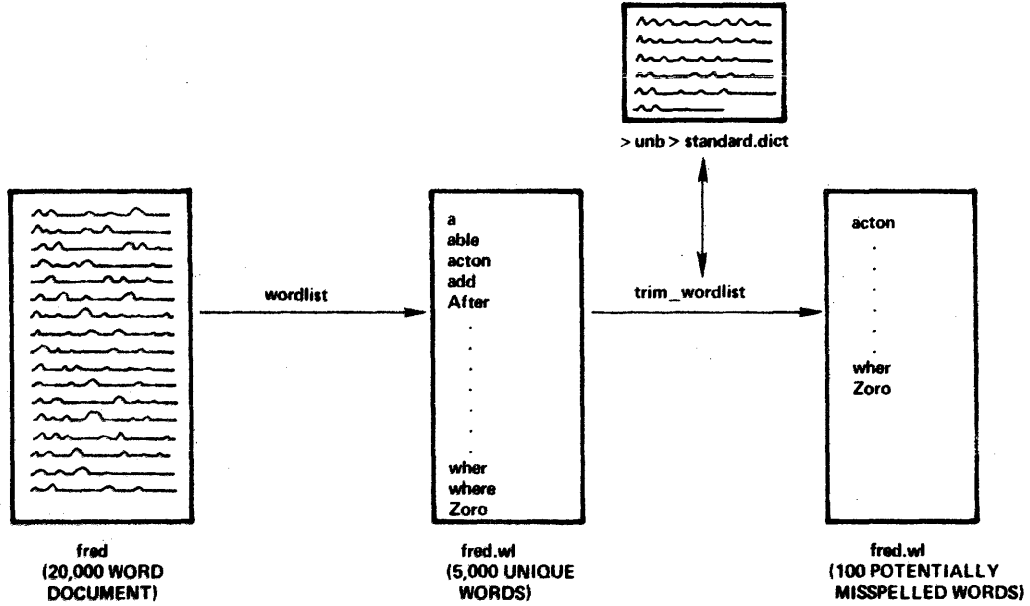 > unb > standard.dict
wordlist
a
able
acton
add
After
wher
where
Zoro
trim_wordlist
acton
wher
Zoro
fred
(20,000 WORD
DOCUMENT)
fred.wl
(5,000 UNIQUE
WORDS)
fred.wl
(100 POTENTIALLY
MISSPELLED WORDS)